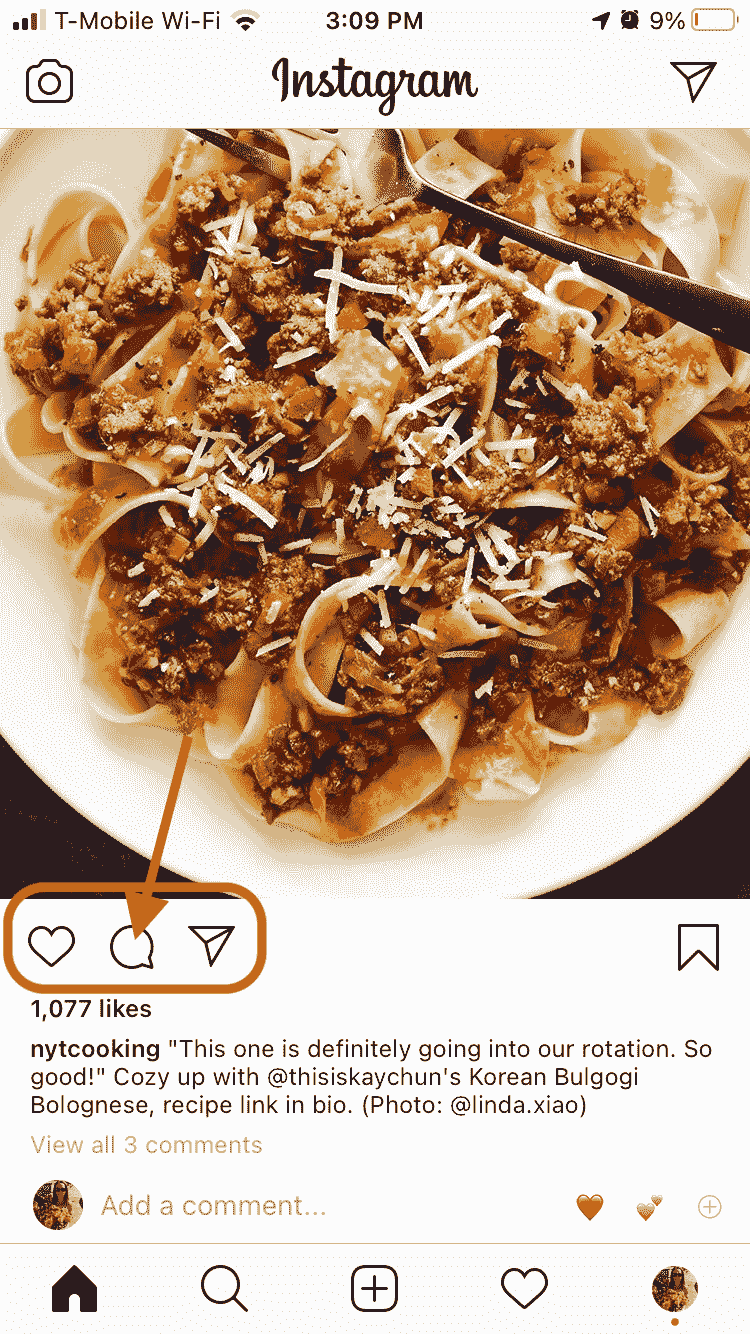 T-Mobile Wi-Fi 3:09 PM 9%
Instagram
1,077 likes
nytcooking "This one is definitely going into our rotation. So
good!" Cozy up with @thisiskaychun's Korean Bulgogi
Bolognese, recipe link in bio. (Photo: @linda.xiao)
View all 3 comments
Add a comment...